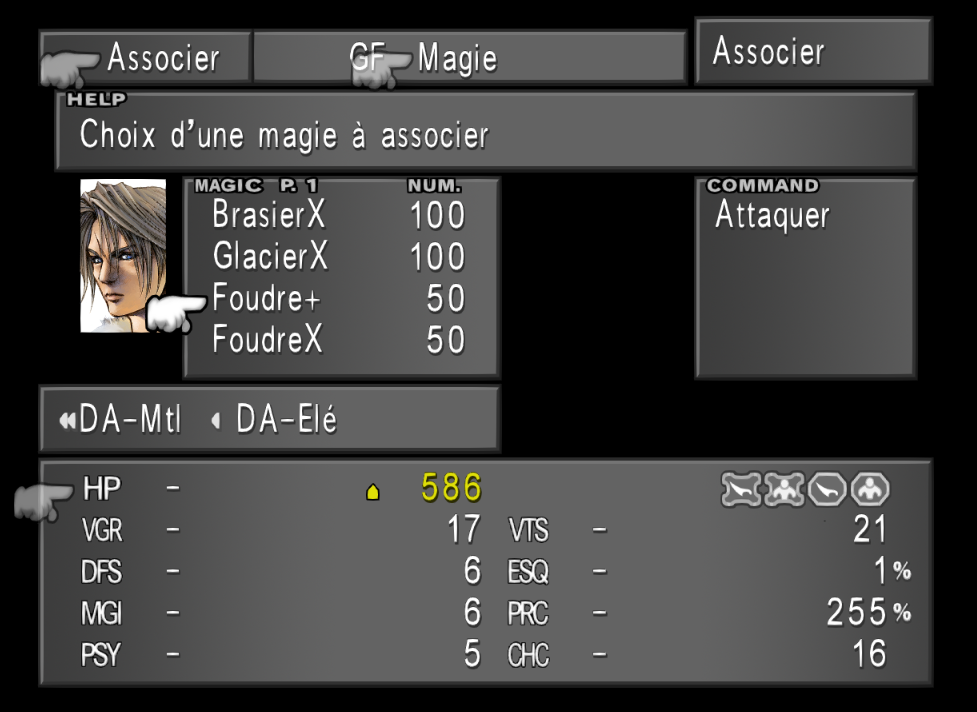 Associer GF Magie Associer
HELP
Choix d'une magie à associer
MAGIC P. 1 NUM.
BrasierX 100
GlacierX 100
Foudre+ 50
FoudreX 50
COMMAND
Attaquer
DA-Mtl DA-Elé
HP - 586
VGR - 17 VTS - 21
DFS - 6 ESQ - 1%
MGI - 6 PRC - 255%
PSY - 5 CHC - 16